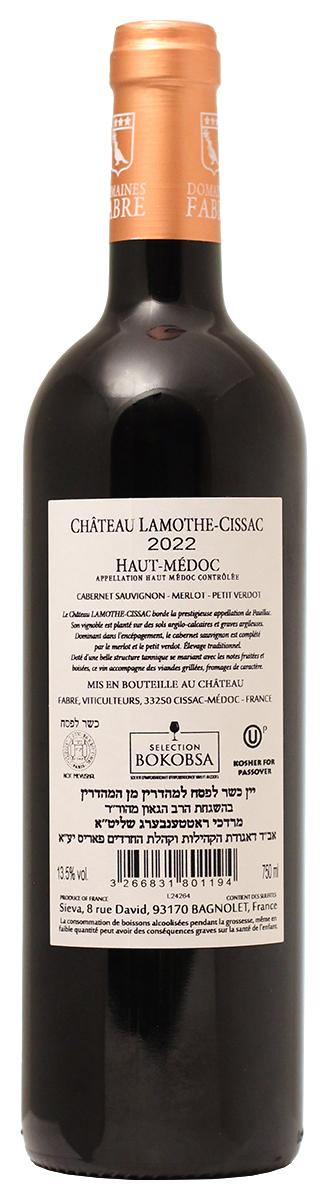 DOMAINES
FABRE
CHÂTEAU LAMOTHE-CISSAC
2022
HAUT-MÉDOC
APPELLATION HAUT MÉDOC CONTRÔLÉE
CABERNET SAUVIGNON - MERLOT - PETIT VERDOT
Le Château LAMOTHE-CISSAC borde la prestigieuse appellation de Pauillac.
Son vignoble est planté sur des sols argilo-calcaires et graves argileuses.
Dominant dans l'encépagement, le cabernet sauvignon est complété
par le merlot et le petit verdot. Élevage traditionnel.
Doté d'une belle structure tannique se mariant avec les notes fruitées et
boisées, ce vin accompagne des viandes grillées, fromages de caractère.
MIS EN BOUTEILLE AU CHÂTEAU
FABRE, VITICULTEURS, 33250 CISSAC-MÉDOC - FRANCE
כשר לפסח
NOT MEVUSHAL
SELECTION
BOKOBSA
U P
KOSHER FOR
PASSOVER
יין כשר לפסח למהדרין מן המהדרין
בהשגחת הרב הגאון מהור"ר
מרדכי ראטטענבערג שליט"א
אב"ד דאגודת הקהילות וקהלת החרדים פאריס יע"א
13.5% vol.
3 266831 801194
750 ml
L24264
PRODUCE OF FRANCE
CONTIENT DES SULFITES
Sieva, 8 rue David, 93170 BAGNOLET, France
La consommation de boissons alcoolisées pendant la grossesse, même en
faible quantité peut avoir des conséquences graves sur la santé de l'enfant.